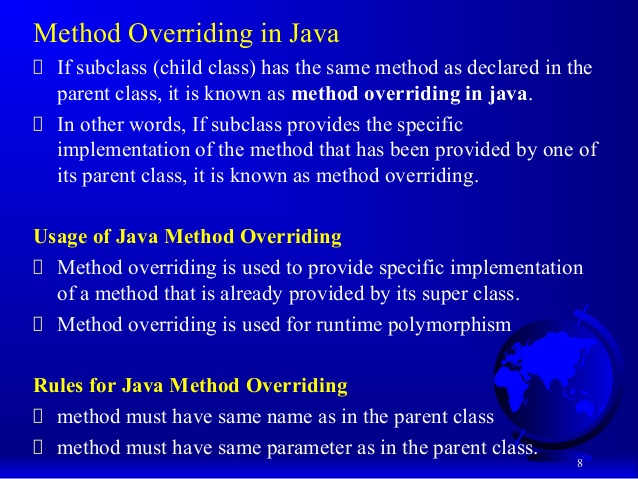 Method Overriding in Java
If subclass (child class) has the same method as declared in the
parent class, it is known as method overriding in java.
In other words, If subclass provides the specific
implementation of the method that has been provided by one of
its parent class, it is known as method overriding.
Usage of Java Method Overriding
Method overriding is used to provide specific implementation
of a method that is already provided by its super class.
Method overriding is used for runtime polymorphism
Rules for Java Method Overriding
method must have same name as in the parent class
method must have same parameter as in the parent class.
8